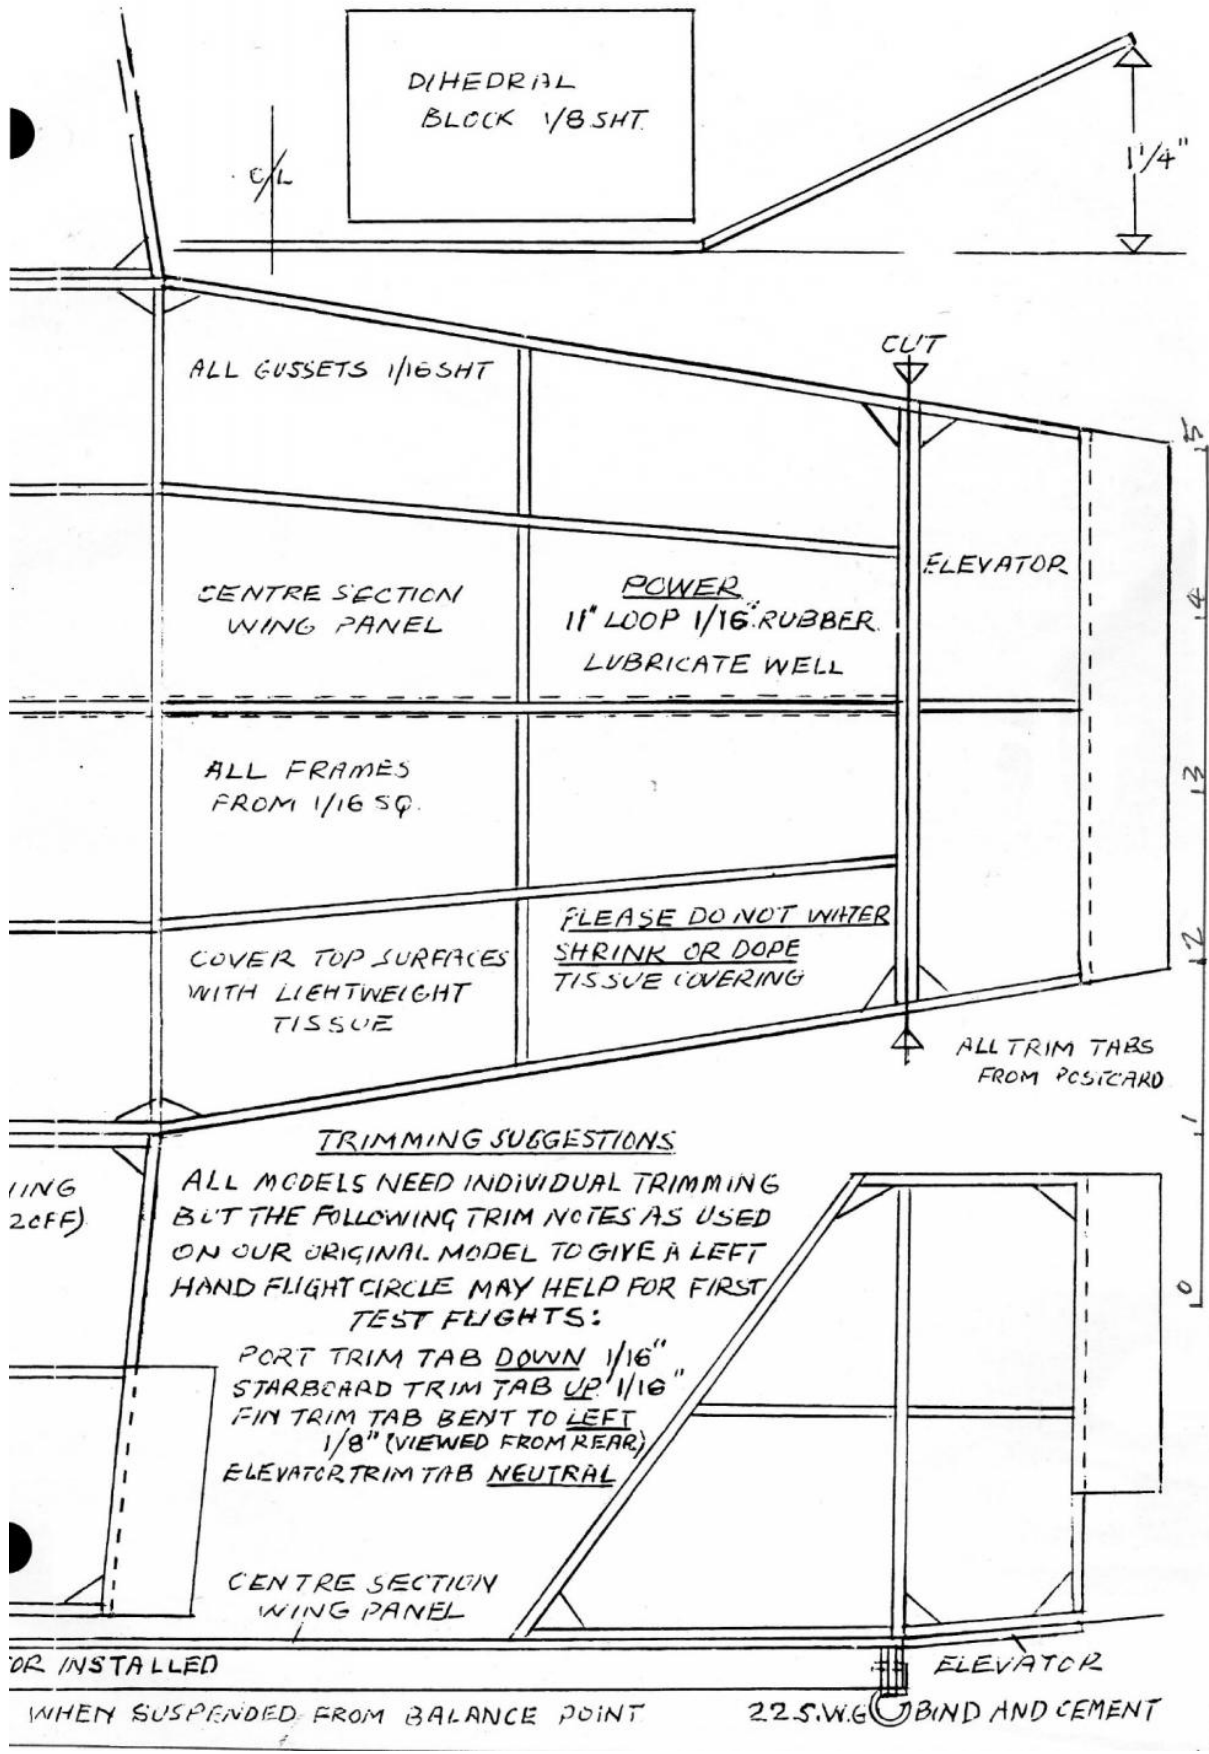 DIHEDRAL
BLOCK 1/8 SHT.
C/L
1 1/4"
CUT
ALL GUSSETS 1/16 SHT
5
ELEVATOR
CENTRE SECTION
WING PANEL
POWER
11" LOOP 1/16" RUBBER.
LUBRICATE WELL
4
ALL FRAMES
FROM 1/16 SQ.
3
PLEASE DO NOT WATER
SHRINK OR DOPE
TISSUE COVERING
COVER TOP SURFACES
WITH LIGHTWEIGHT
TISSUE
2
ALL TRIM TABS
FROM POSTCARD
1
TRIMMING SUGGESTIONS
ALL MODELS NEED INDIVIDUAL TRIMMING
BUT THE FOLLOWING TRIM NOTES AS USED
ON OUR ORIGINAL MODEL TO GIVE A LEFT
HAND FLIGHT CIRCLE MAY HELP FOR FIRST
TEST FLIGHTS:
PORT TRIM TAB DOWN 1/16"
STARBOARD TRIM TAB UP 1/16"
FIN TRIM TAB BENT TO LEFT
1/8" (VIEWED FROM REAR)
ELEVATOR TRIM TAB NEUTRAL
VING
2 OFF)
0
CENTRE SECTION
WING PANEL
OR INSTALLED
ELEVATOR
WHEN SUSPENDED FROM BALANCE POINT
22 S.W.G
BIND AND CEMENT